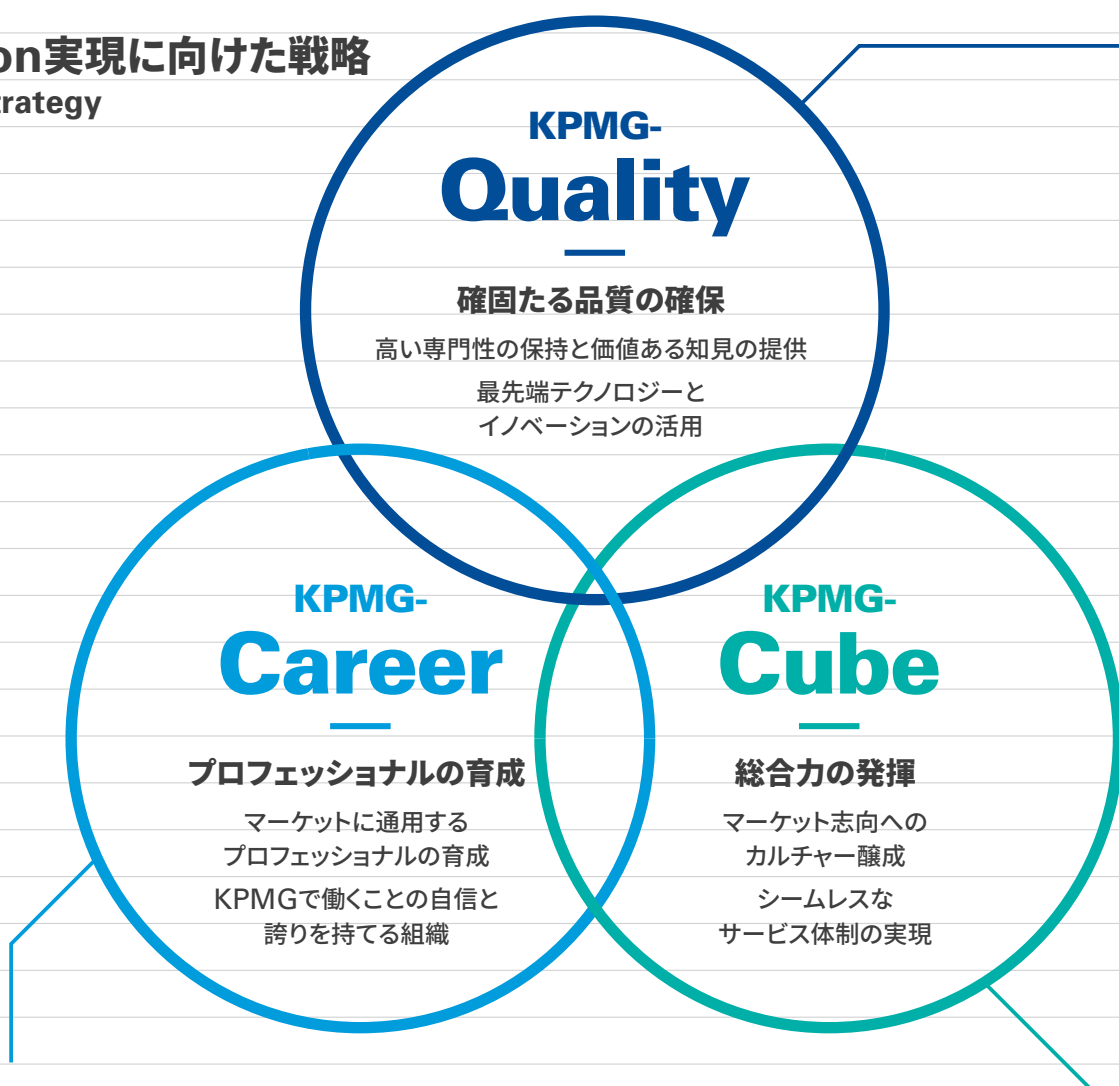 on実現に向けた戦略
trategy
KPMG-
Quality
確固たる品質の確保
高い専門性の保持と価値ある知見の提供
最先端テクノロジーと
イノベーションの活用
KPMG-
Career
プロフェッショナルの育成
マーケットに通用する
プロフェッショナルの育成
KPMGで働くことの自信と
誇りを持てる組織
KPMG-
Cube
総合力の発揮
マーケット志向への
カルチャー醸成
シームレスな
サービス体制の実現